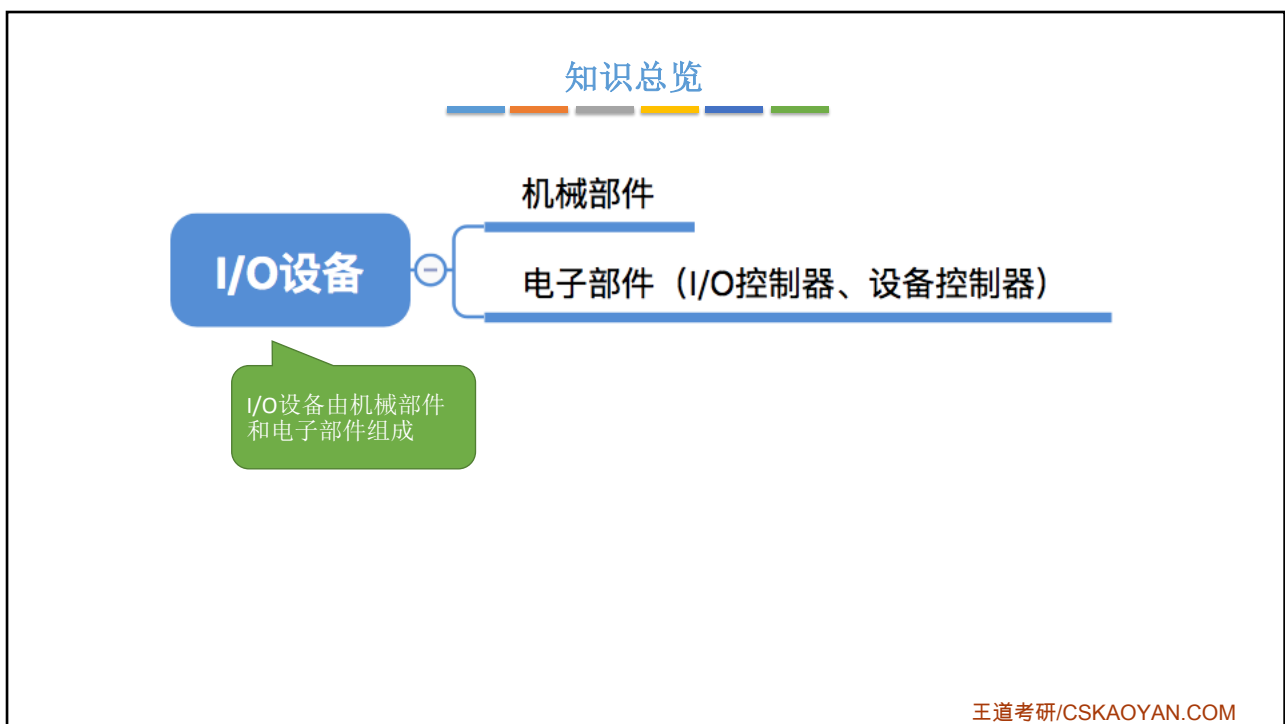 知识总览
机械部件
I/O设备
电子部件（I/O控制器、设备控制器）
I/O设备由机械部件
和电子部件组成
王道考研/CSKAOYAN.COM